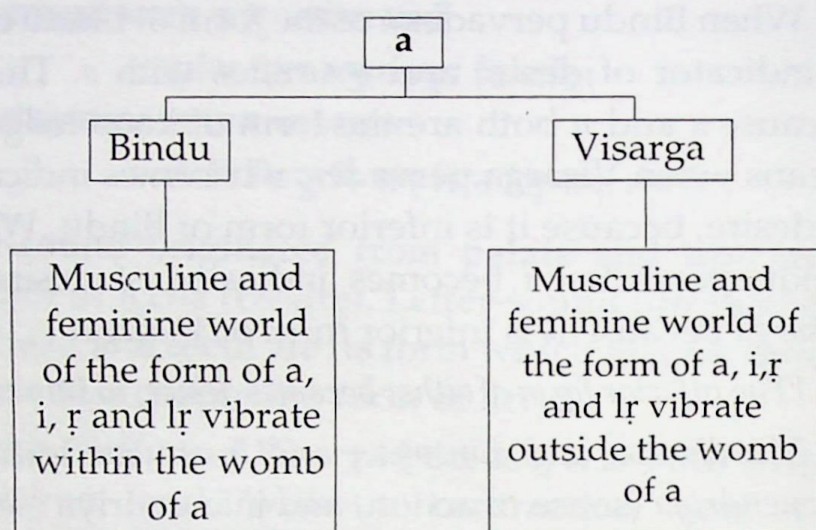 a
Bindu
Visarga
Musculine and
feminine world
of the form of a,
i, r and lr vibrate
within the womb
of a
Musculine and
feminine world of
the form of a, i,ṛ
and lṛ vibrate
outside the womb
of a